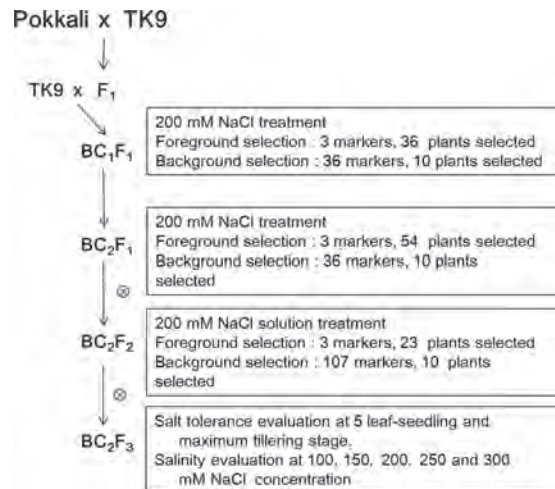 Pokkali x TK9
TK9 x F₁
200 mM NaCl treatment
Foreground selection : 3 markers, 36 plants selected
Background selection : 36 markers, 10 plants selected
BC₁F₁
200 mM NaCl treatment
Foreground selection : 3 markers, 54 plants selected
Background selection : 36 markers, 10 plants
selected
BC₂F₁
⊗
200 mM NaCl solution treatment
Foreground selection : 3 markers, 23 plants selected
Background selection : 107 markers, 10 plants
selected
BC₂F₂
⊗
Salt tolerance evaluation at 5 leaf-seedling and
maximum tillering stage.
Salinity evaluation at 100, 150, 200, 250 and 300
mM NaCl concentration
BC₂F₃